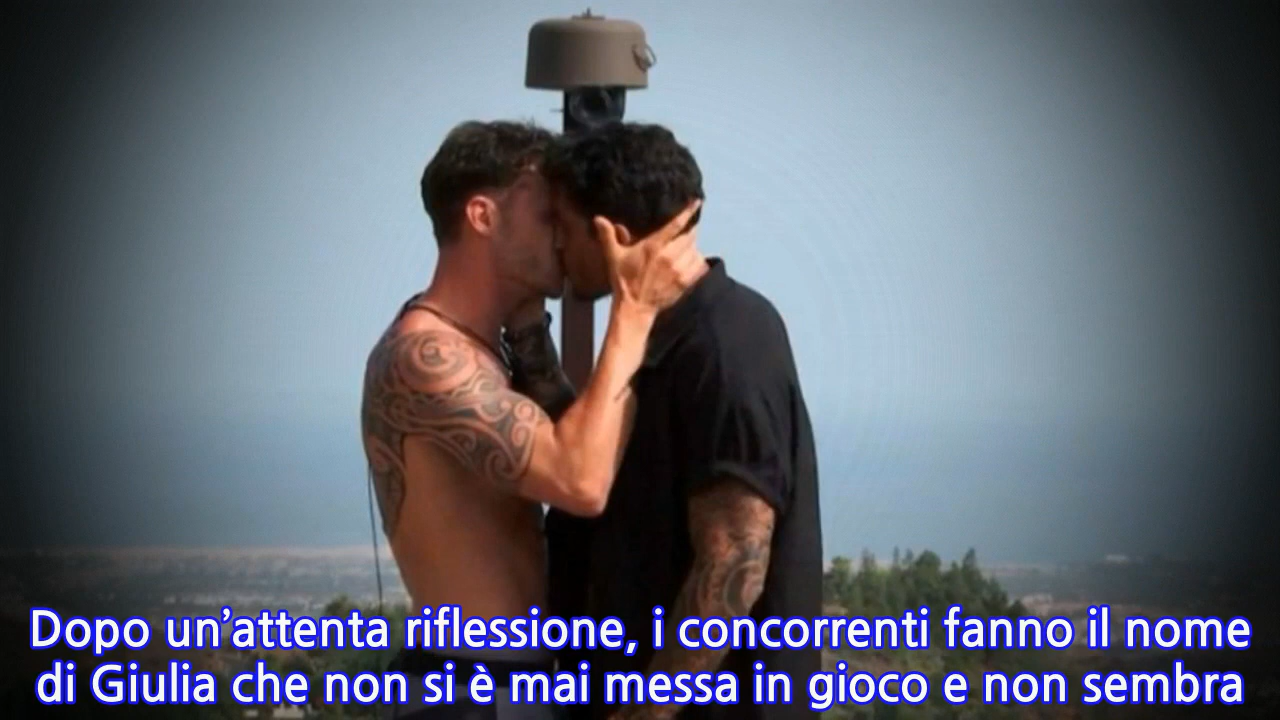 Dopo un’attenta riflessione, i concorrenti fanno il nome
di Giulia che non si è mai messa in gioco e non sembra